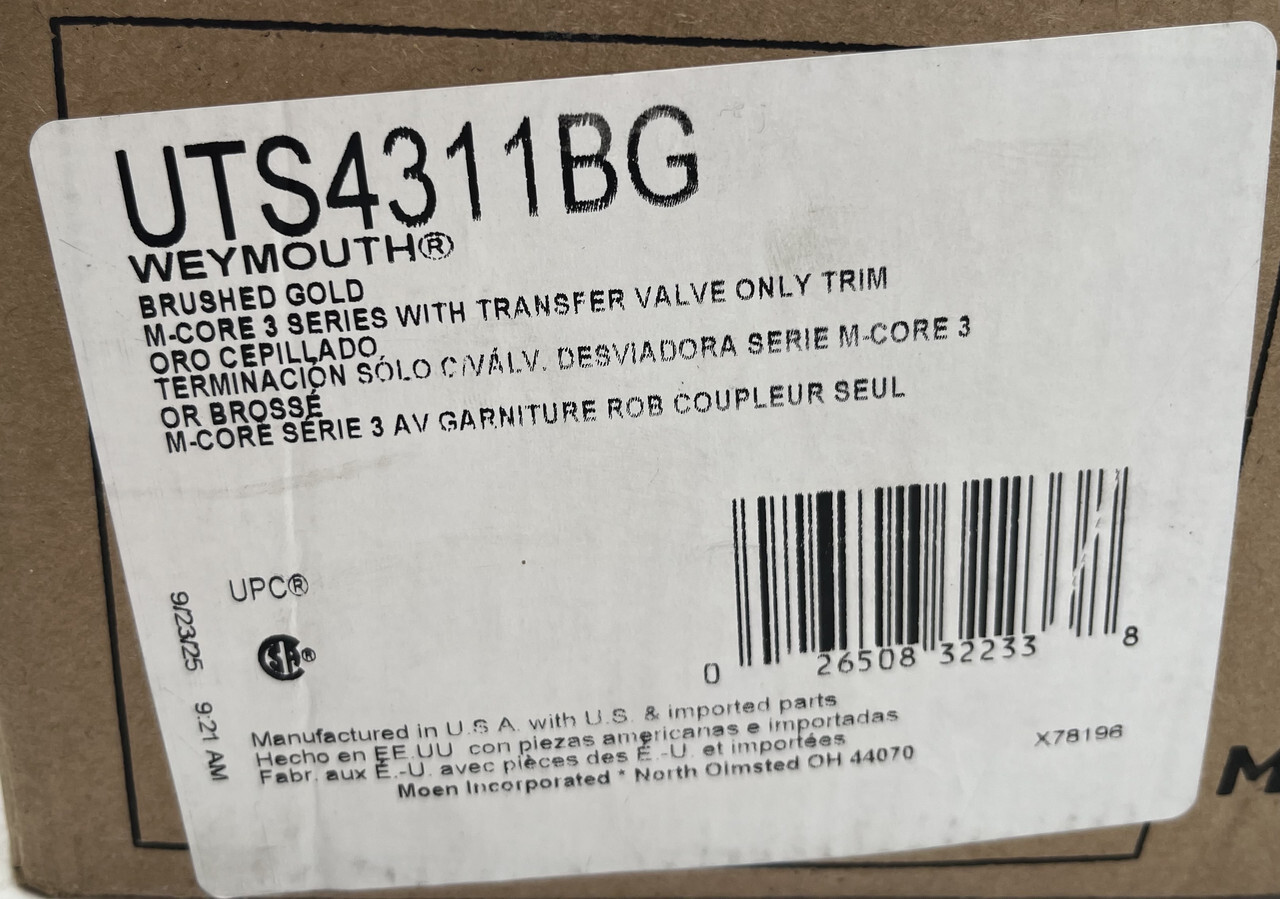 UTS4311BG
WEYMOUTH®
BRUSHED GOLD
M-CORE 3 SERIES WITH TRANSFER VALVE ONLY TRIM
ORO CEPILLADO
TERMINACIÓN SÓLO C/VÁLV. DESVIADORA SERIE M-CORE 3
OR BROSSÉ
M-CORE SÉRIE 3 AV GARNITURE ROB COUPLEUR SEUL
UPC®
SA®
9/23/25 9:21 AM
0 26508 32233 8
Manufactured in U.S.A. with U.S. & imported parts
Hecho en EE.UU con piezas americanas e importadas
Fabr. aux É.-U. avec pièces des É.-U. et importées
Moen Incorporated * North Olmsted OH 44070
X78196
M